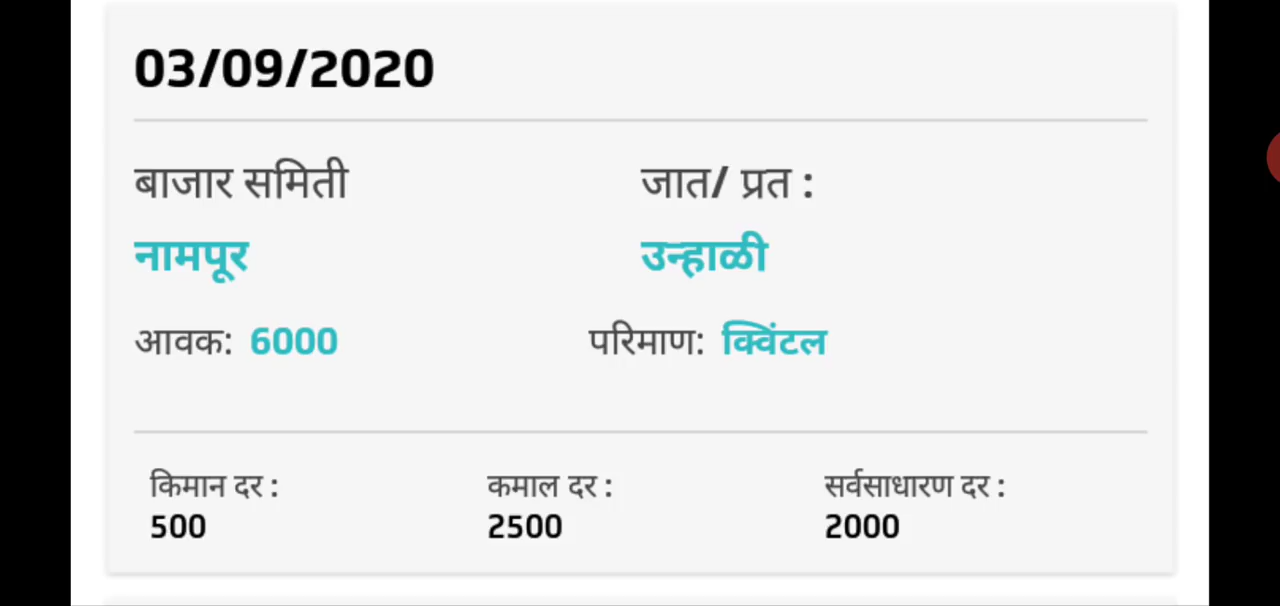 03/09/2020
बाजार समिती जात/ प्रत :
नामपूर उन्हाळी
आवक: 6000 परिमाण: क्विंटल
किमान दर : कमाल दर : सर्वसाधारण दर :
500 2500 2000